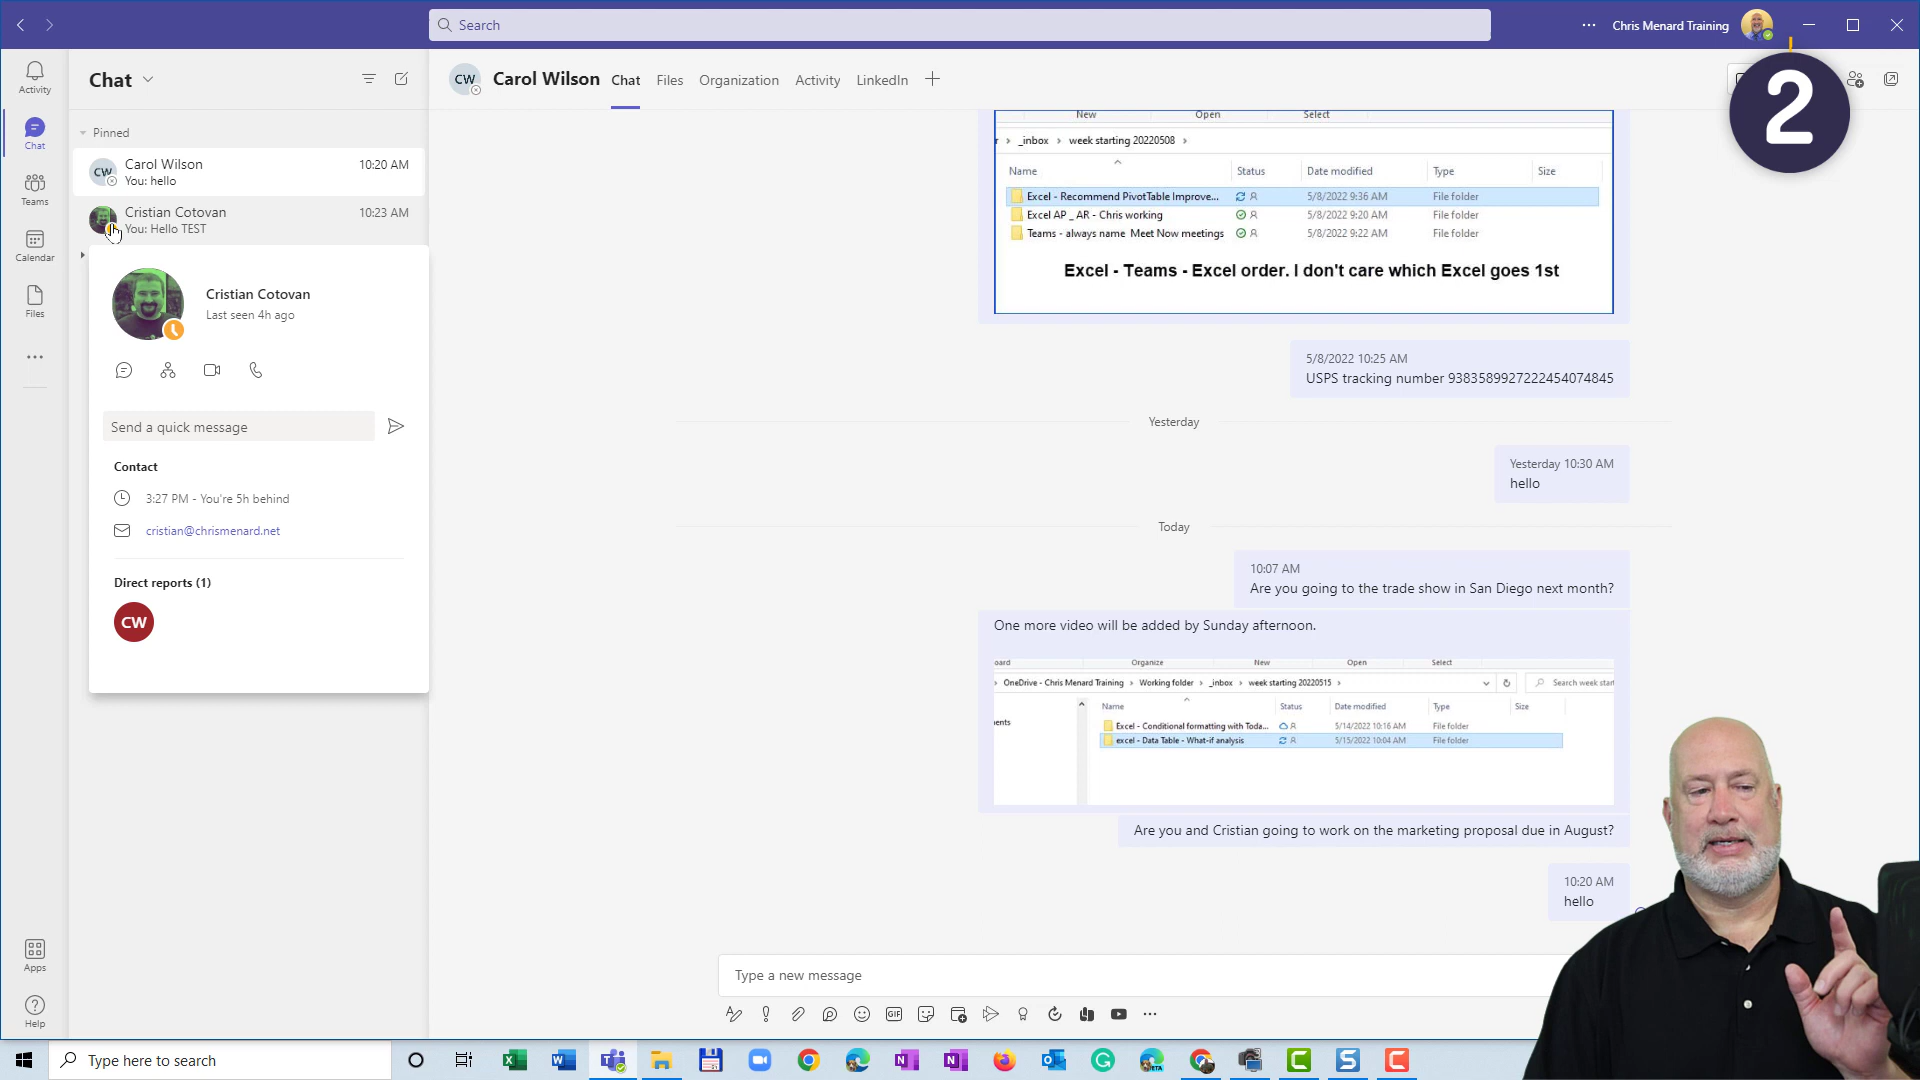 Search
Chris Menard Training
2
Activity
Chat
Teams
Calendar
Files
Apps
Help
Chat
Pinned
CW
Carol Wilson
10:20 AM
You: hello
Cristian Cotovan
10:23 AM
You: Hello TEST
Cristian Cotovan
Last seen 4h ago
Send a quick message
Contact
3:27 PM - You're 5h behind
cristian@chrismenard.net
Direct reports (1)
CW
CW
Carol Wilson
Chat
Files
Organization
Activity
LinkedIn
New Open Select
_inbox › week starting 20220508 ›
Name Status Date modified Type Size
Excel - Recommend PivotTable Improve... 5/8/2022 9:36 AM File folder
Excel AP _ AR - Chris working 5/8/2022 9:20 AM File folder
Teams - always name Meet Now meetings 5/8/2022 9:22 AM File folder
Excel - Teams - Excel order. I don't care which Excel goes 1st
5/8/2022 10:25 AM
USPS tracking number 9383589927222454074845
Yesterday
Yesterday 10:30 AM
hello
Today
10:07 AM
Are you going to the trade show in San Diego next month?
One more video will be added by Sunday afternoon.
oard Organize New Open Select
› OneDrive - Chris Menard Training › Working folder › _inbox › week starting 20220515 ›
Search week start
ments
Name Status Date modified Type Size
Excel - Conditional formatting with Toda... 5/14/2022 10:16 AM File folder
excel - Data Table - What-if analysis 5/15/2022 10:04 AM File folder
Are you and Cristian going to work on the marketing proposal due in August?
10:20 AM
hello
Type a new message
GIF
Type here to search
BETA